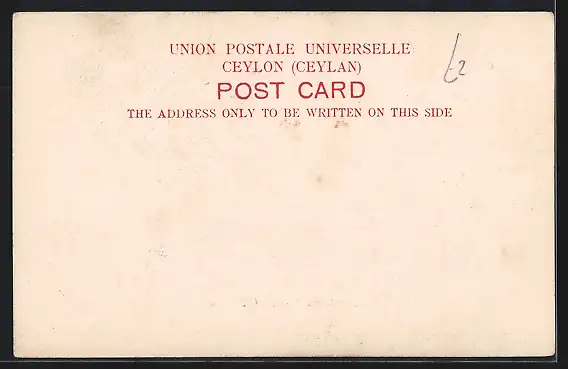 UNION POSTALE UNIVERSELLE
CEYLON (CEYLAN)
POST CARD
THE ADDRESS ONLY TO BE WRITTEN ON THIS SIDE